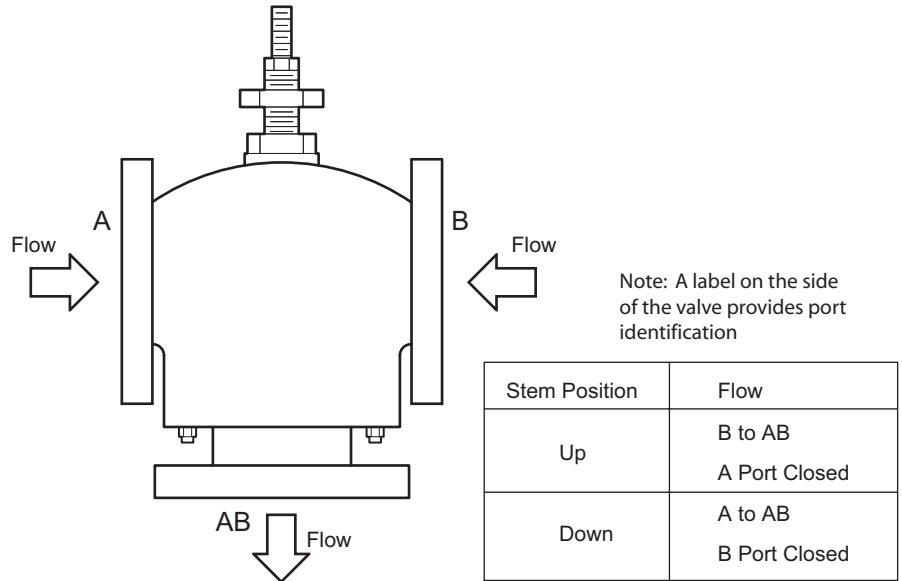 A
Flow
B
Flow
Note: A label on the side
of the valve provides port
identification
Stem Position Flow
Up
B to AB
A Port Closed
Down
A to AB
B Port Closed
AB
Flow